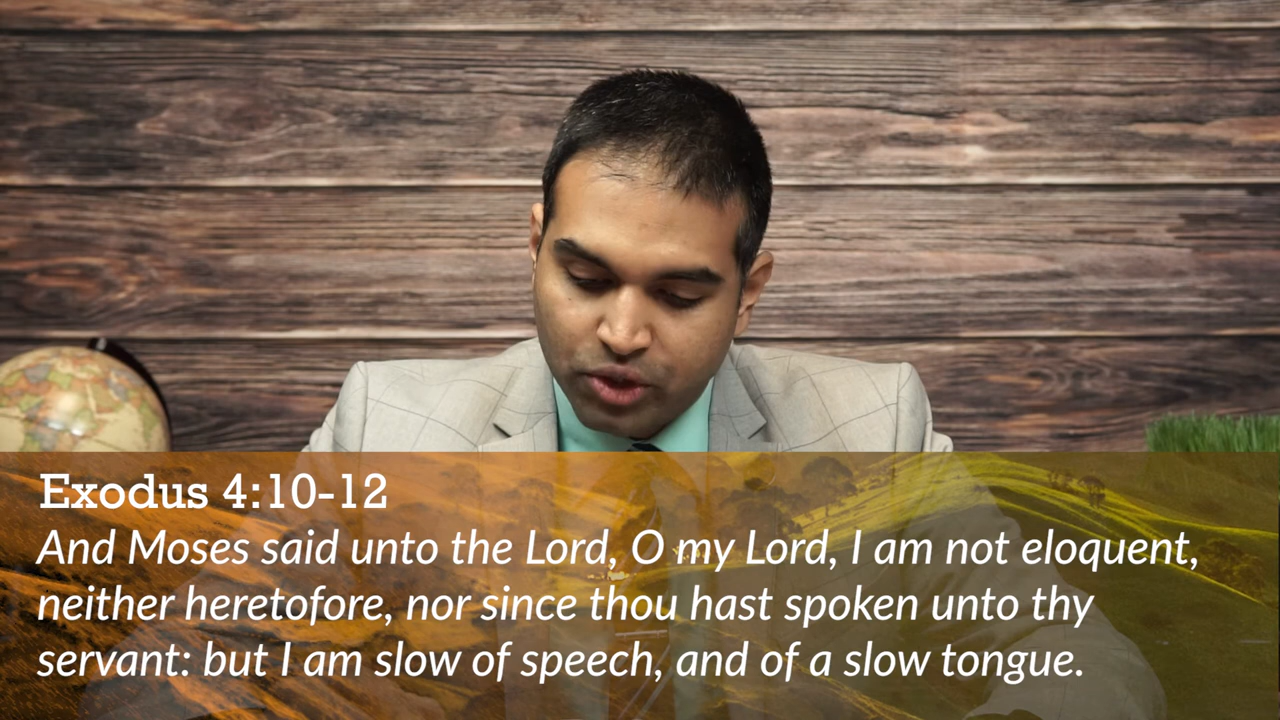 Exodus 4:10-12
And Moses said unto the Lord, O my Lord, I am not eloquent,
neither heretofore, nor since thou hast spoken unto thy
servant: but I am slow of speech, and of a slow tongue.